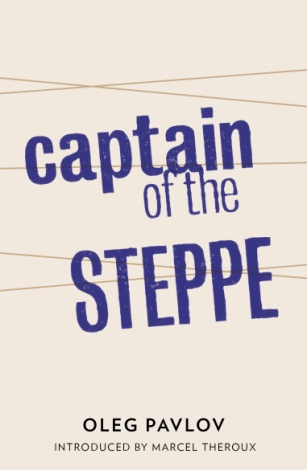 captain
of the
STEPPE
OLEG PAVLOV
INTRODUCED BY MARCEL THEROUX